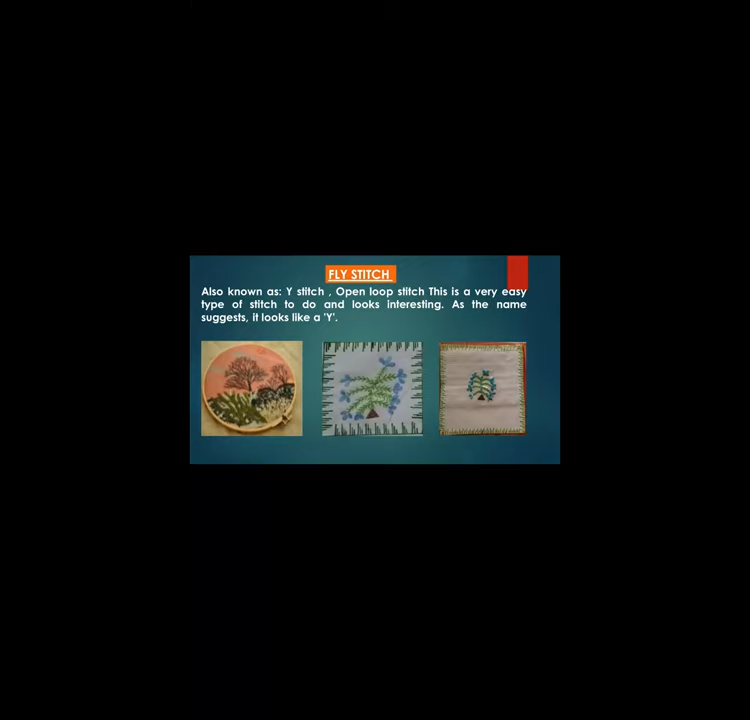 FLY STITCH
Also known as: Y stitch , Open loop stitch This is a very easy
type of stitch to do and looks interesting. As the name
suggests, it looks like a 'Y'.